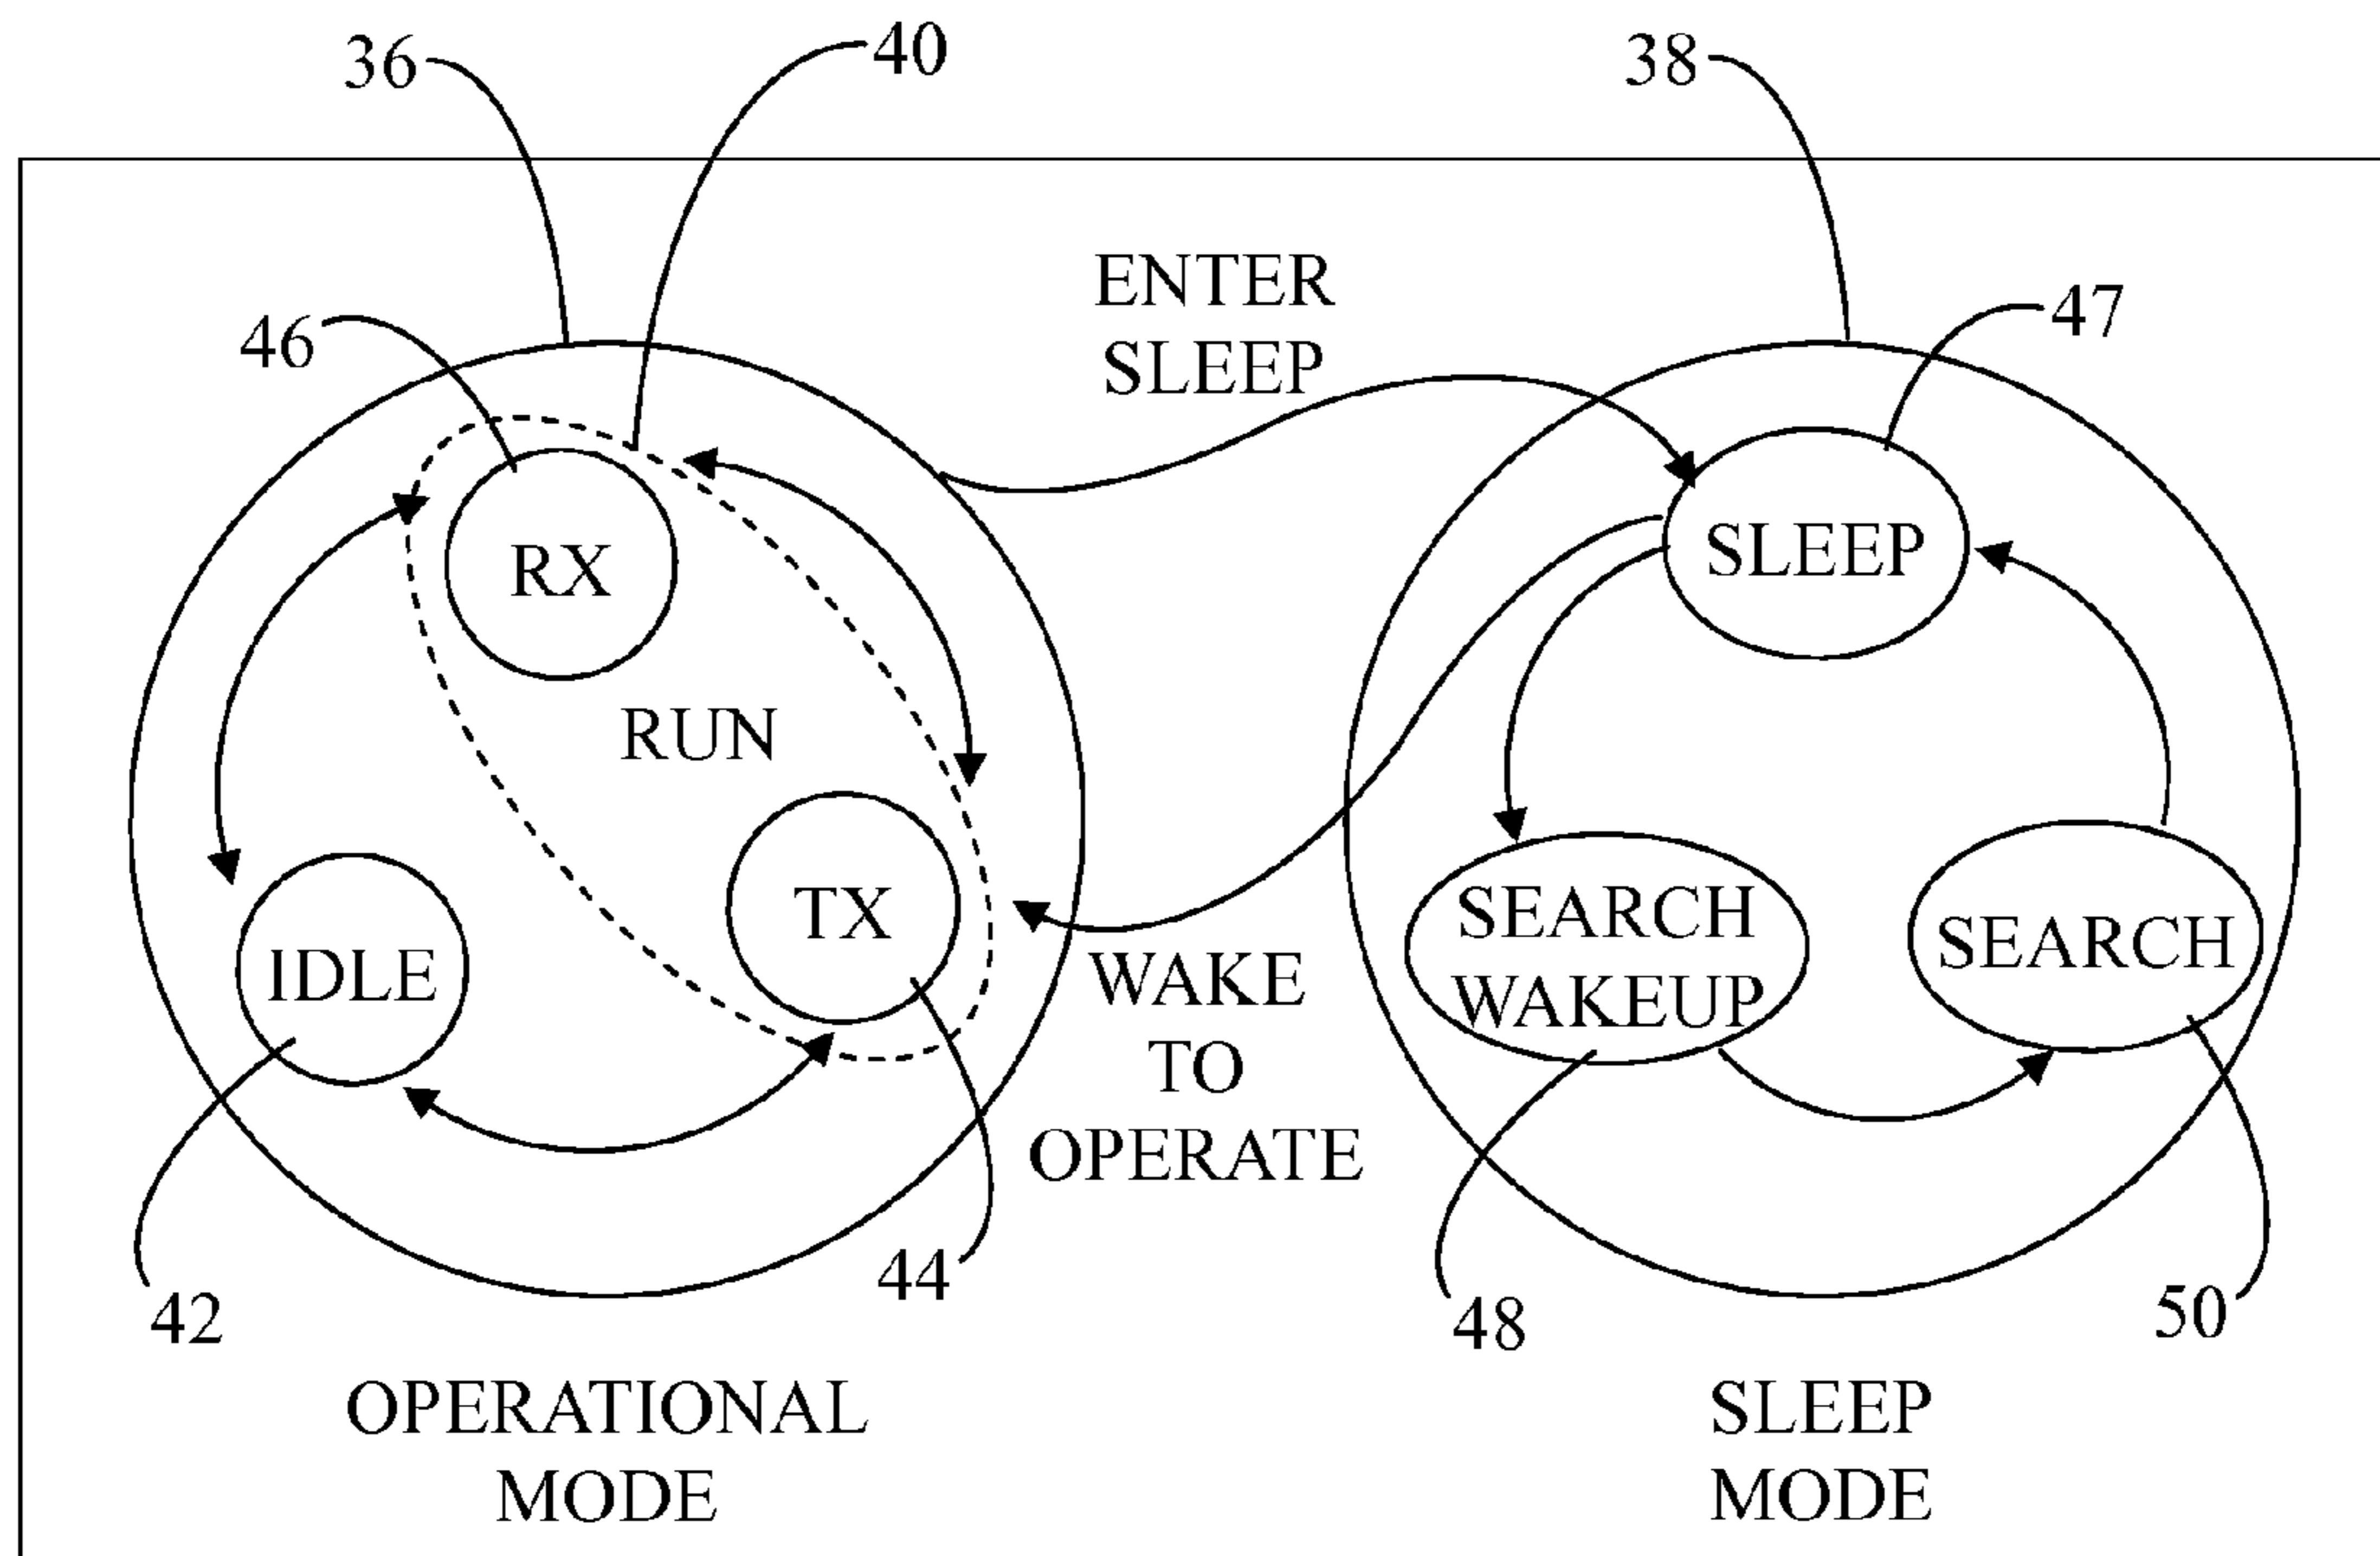 36
40
38
ENTER
SLEEP
46
47
RX
SLEEP
RUN
TX
IDLE
SEARCH
WAKEUP
SEARCH
WAKE
TO
OPERATE
42
44
48
50
OPERATIONAL
MODE
SLEEP
MODE